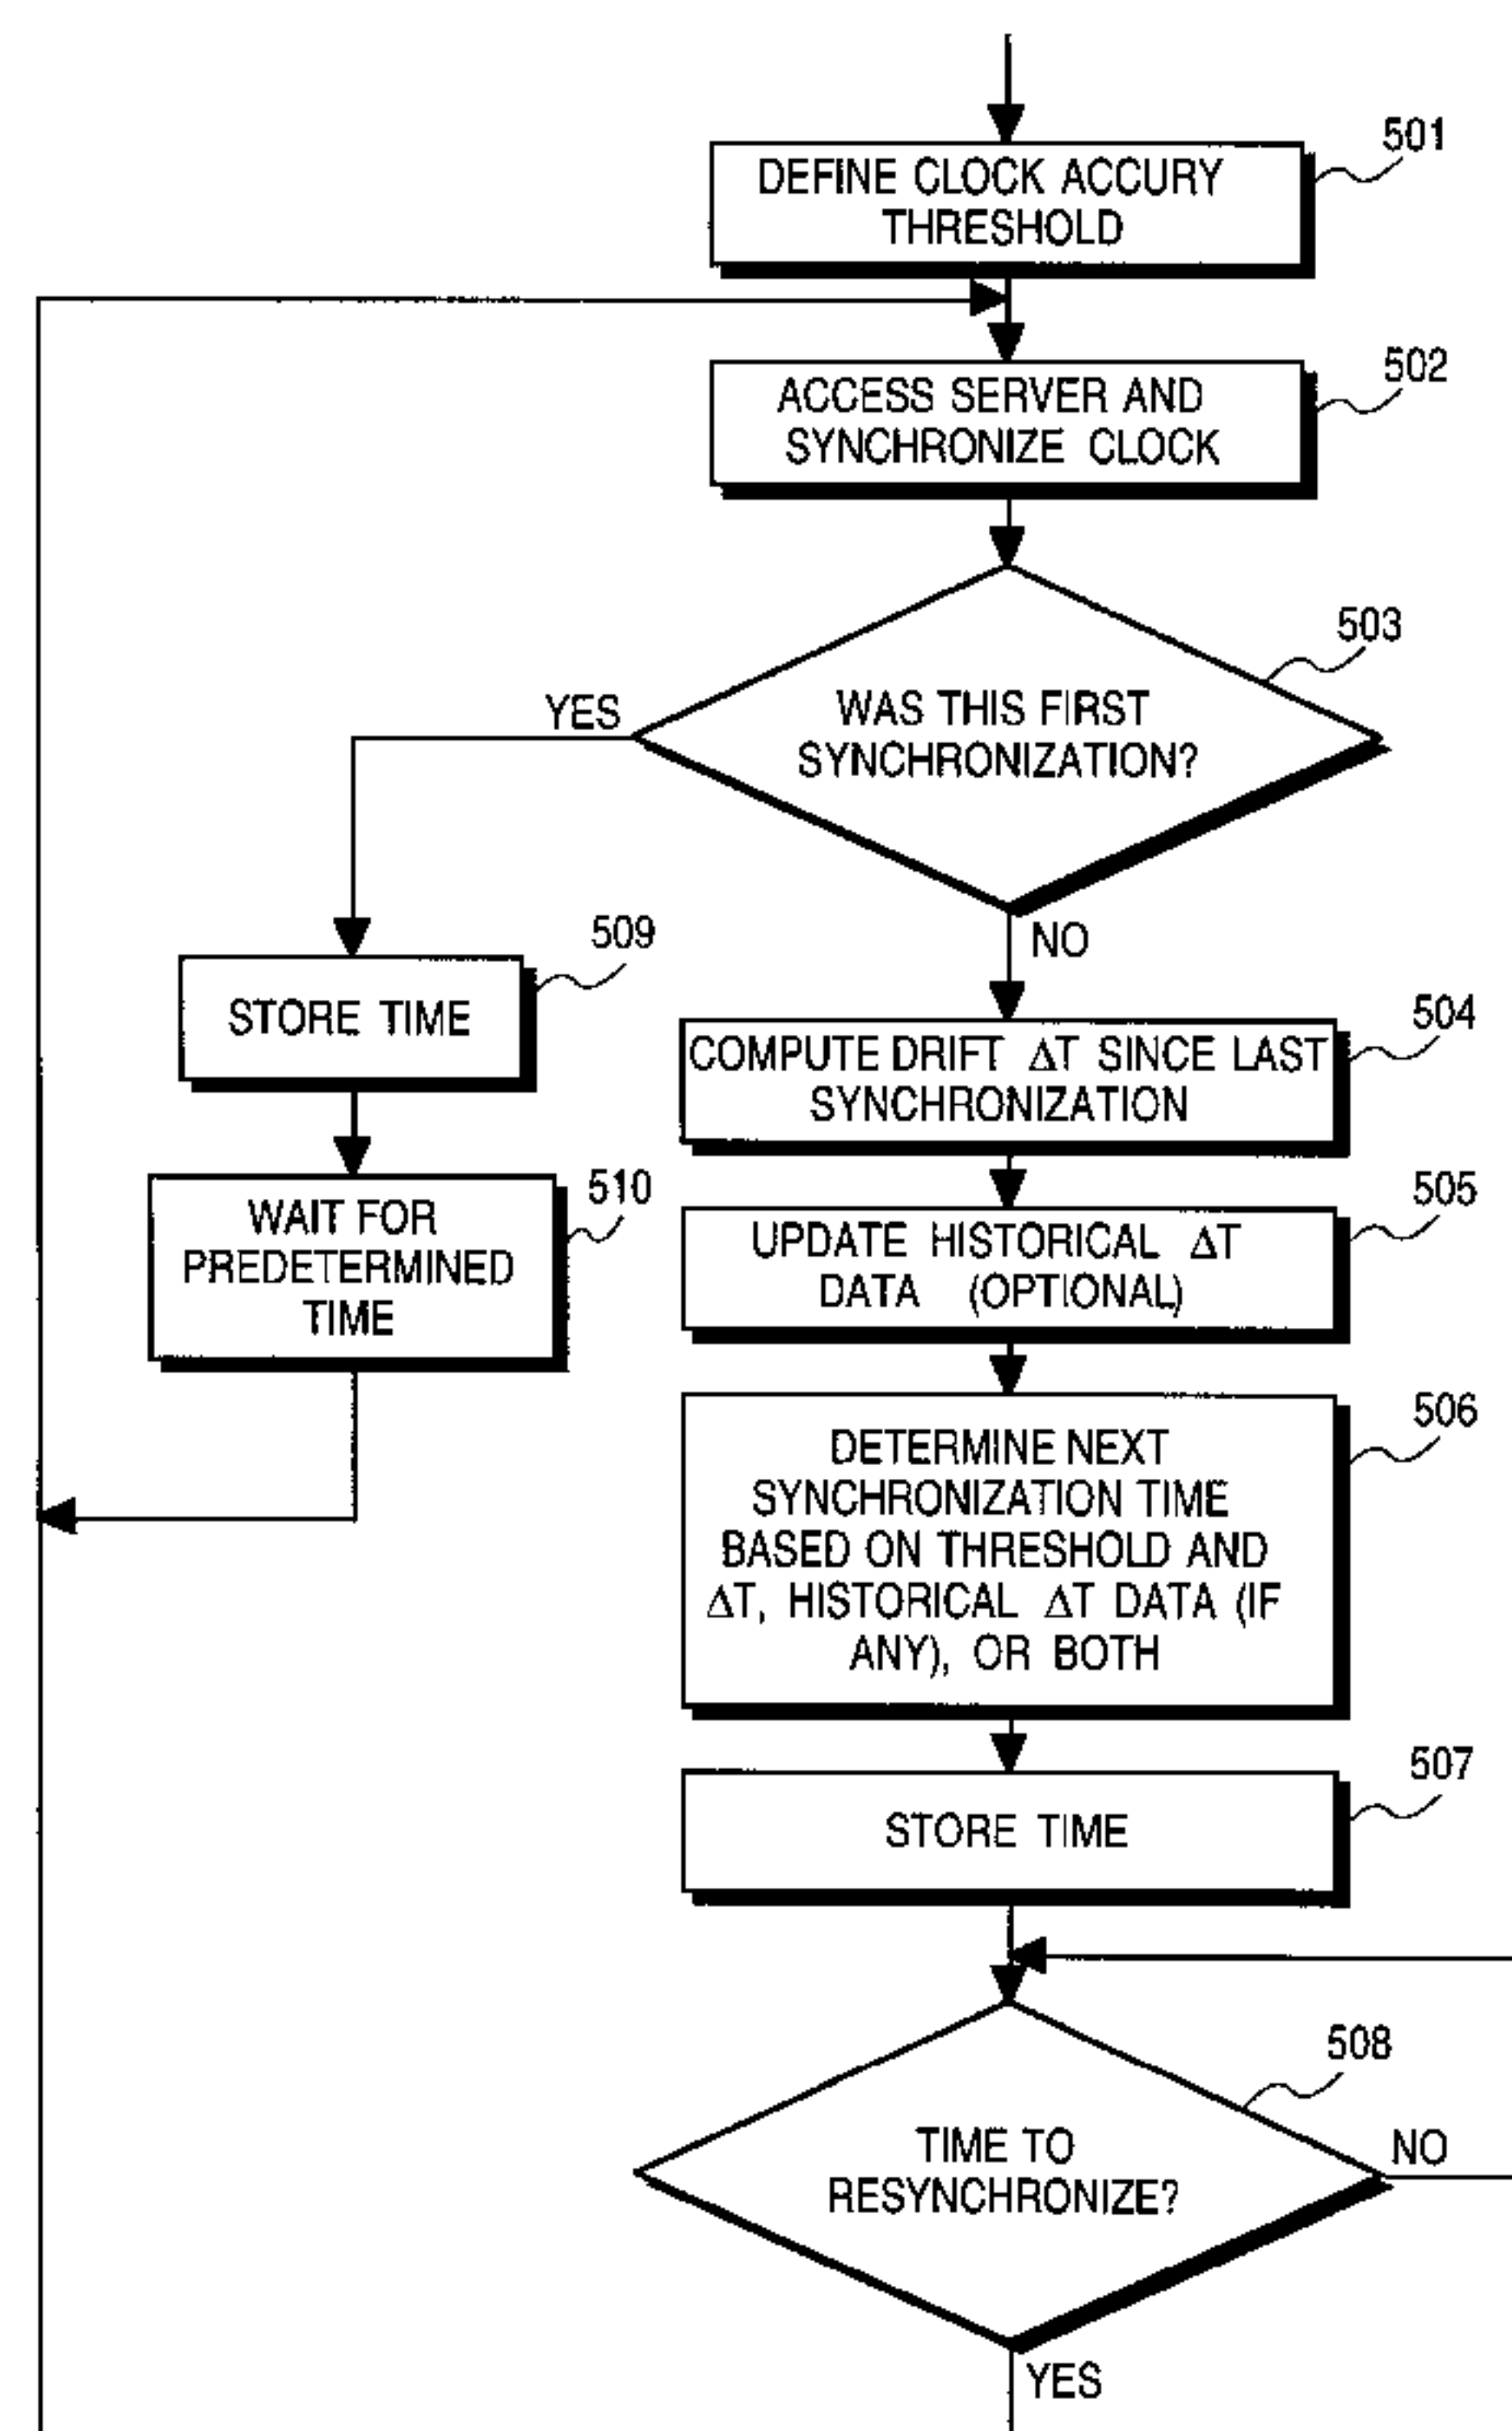 501
DEFINE CLOCK ACCURY
THRESHOLD
502
ACCESS SERVER AND
SYNCHRONIZE CLOCK
503
WAS THIS FIRST
SYNCHRONIZATION?
YES
NO
509
STORE TIME
510
WAIT FOR
PREDETERMINED
TIME
504
COMPUTE DRIFT ΔT SINCE LAST
SYNCHRONIZATION
505
UPDATE HISTORICAL ΔT
DATA (OPTIONAL)
506
DETERMINE NEXT
SYNCHRONIZATION TIME
BASED ON THRESHOLD AND
ΔT, HISTORICAL ΔT DATA (IF
ANY), OR BOTH
507
STORE TIME
508
TIME TO
RESYNCHRONIZE?
NO
YES